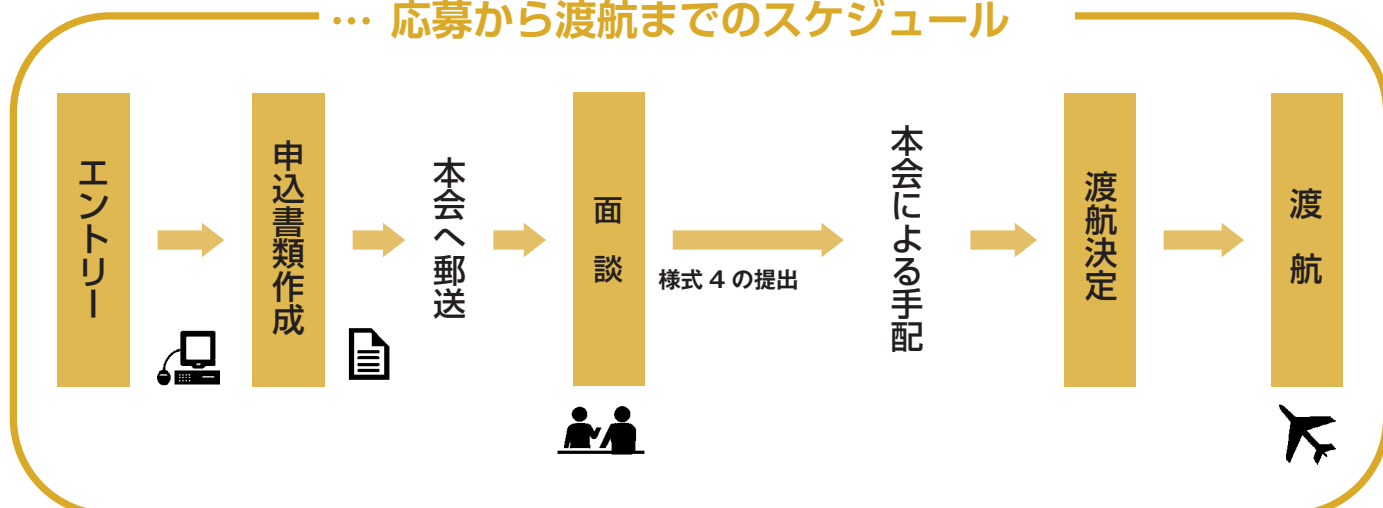 … 応募から渡航までのスケジュール
エントリー
申込書類作成
本会へ郵送
面談
様式 4 の提出
本会による手配
渡航決定
渡航